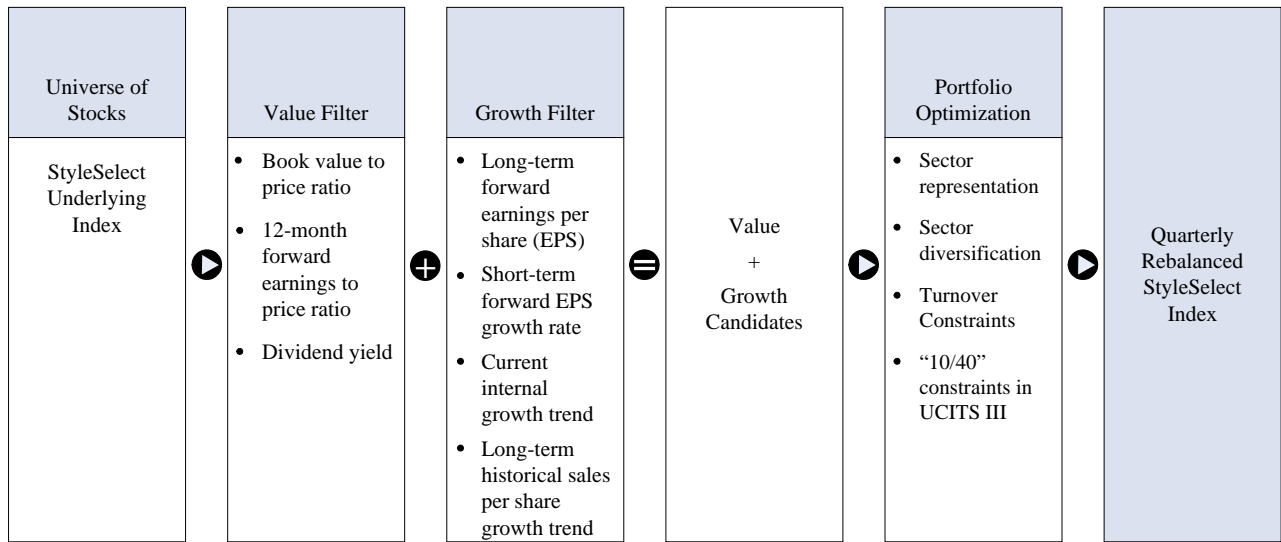 Universe of
Stocks
StyleSelect
Underlying
Index
Value Filter
• Book value to
price ratio
• 12-month
forward
earnings to
price ratio
• Dividend yield
+
Growth Filter
• Long-term
forward
earnings per
share (EPS)
• Short-term
forward EPS
growth rate
• Current
internal
growth trend
• Long-term
historical sales
per share
growth trend
=
Value
+
Growth
Candidates
Portfolio
Optimization
• Sector
representation
• Sector
diversification
• Turnover
Constraints
• “10/40”
constraints in
UCITS III
Quarterly
Rebalanced
StyleSelect
Index